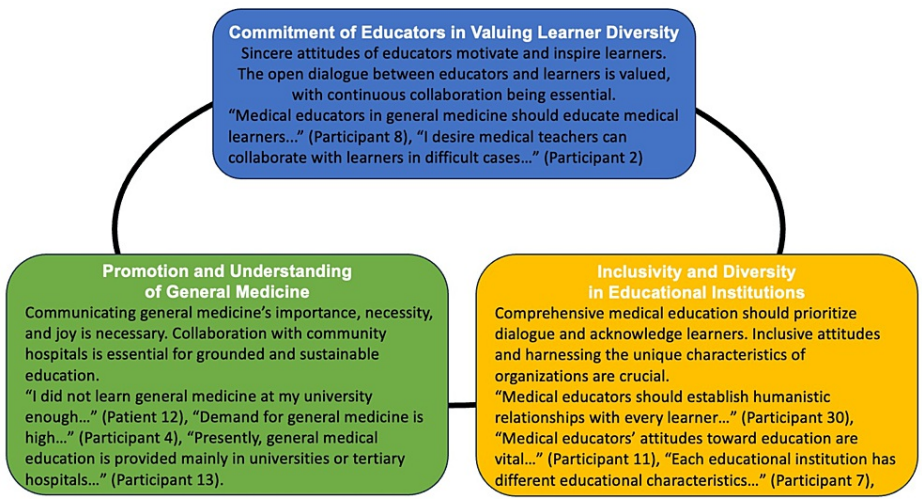 Commitment of Educators in Valuing Learner Diversity
Sincere attitudes of educators motivate and inspire learners.
The open dialogue between educators and learners is valued,
with continuous collaboration being essential.
“Medical educators in general medicine should educate medical
learners...” (Participant 8), “I desire medical teachers can
collaborate with learners in difficult cases…” (Participant 2)
Promotion and Understanding
of General Medicine
Communicating general medicine’s importance, necessity,
and joy is necessary. Collaboration with community
hospitals is essential for grounded and sustainable
education.
“I did not learn general medicine at my university
enough…” (Patient 12), “Demand for general medicine is
high…” (Participant 4), “Presently, general medical
education is provided mainly in universities or tertiary
hospitals…” (Participant 13).
Inclusivity and Diversity
in Educational Institutions
Comprehensive medical education should prioritize
dialogue and acknowledge learners. Inclusive attitudes
and harnessing the unique characteristics of
organizations are crucial.
“Medical educators should establish humanistic
relationships with every learner…” (Participant 30),
“Medical educators’ attitudes toward education are
vital…” (Participant 11), “Each educational institution has
different educational characteristics…” (Participant 7),